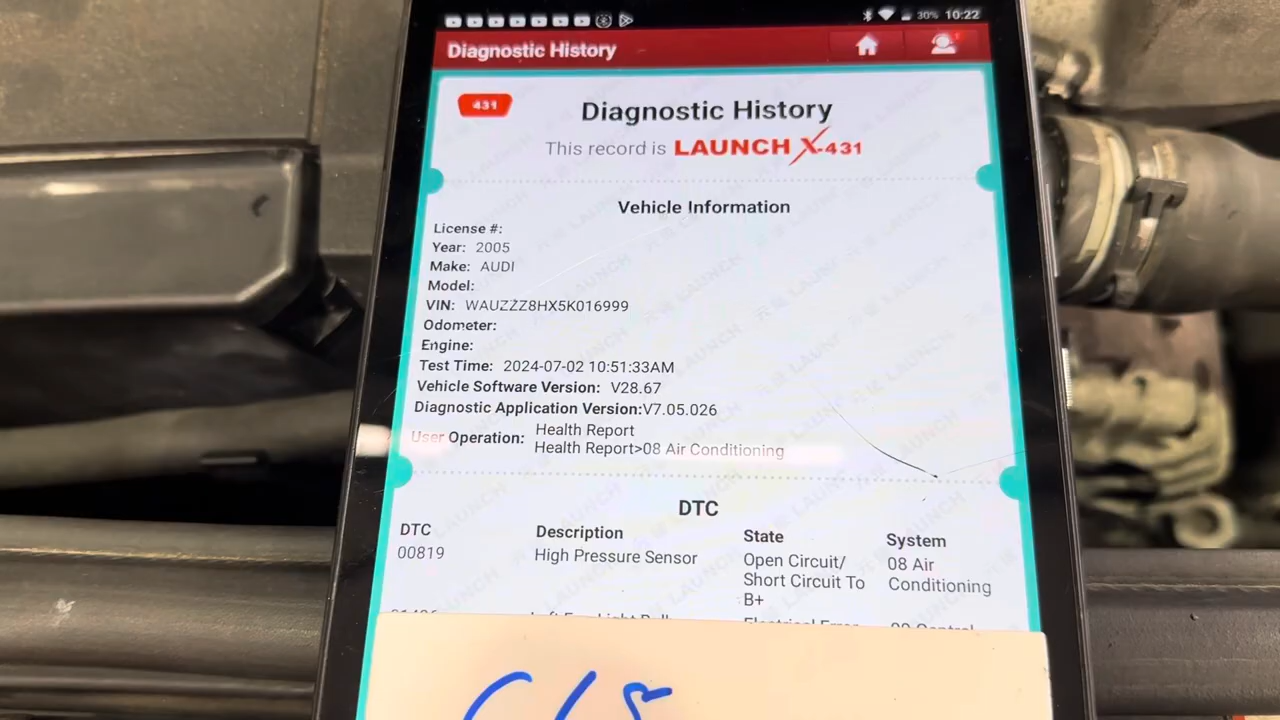 30% 10:22
Diagnostic History
431
Diagnostic History
This record is LAUNCH X-431
Vehicle Information
License #:
Year: 2005
Make: AUDI
Model:
VIN: WAUZZZ8HX5K016999
Odometer:
Engine:
Test Time: 2024-07-02 10:51:33AM
Vehicle Software Version: V28.67
Diagnostic Application Version:V7.05.026
User Operation: Health Report
Health Report>08 Air Conditioning
DTC
DTC Description State System
00819 High Pressure Sensor Open Circuit/ 08 Air
Short Circuit To Conditioning
B+